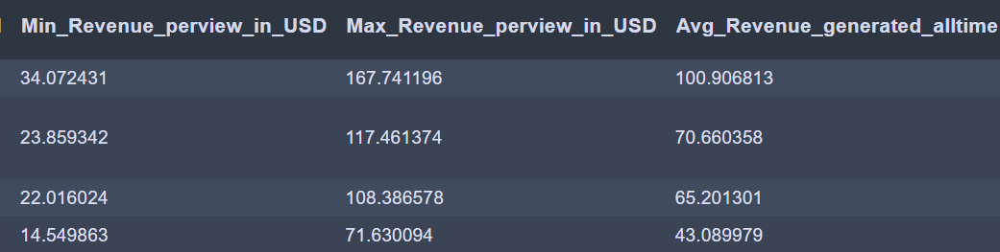 Min_Revenue_perview_in_USD Max_Revenue_perview_in_USD Avg_Revenue_generated_alltime
34.072431 167.741196 100.906813
23.859342 117.461374 70.660358
22.016024 108.386578 65.201301
14.549863 71.630094 43.089979